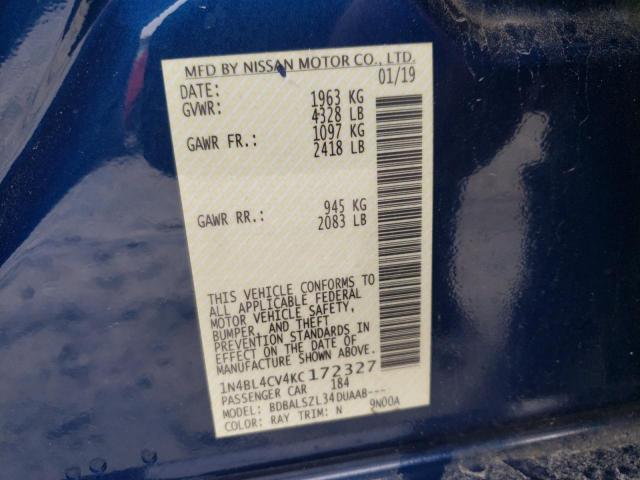 MFD BY NISSAN MOTOR CO., LTD.
DATE: 01/19
GVWR: 1963 KG
4328 LB
GAWR FR.: 1097 KG
2418 LB
GAWR RR.: 945 KG
2083 LB
THIS VEHICLE CONFORMS TO
ALL APPLICABLE FEDERAL
MOTOR VEHICLE SAFETY,
BUMPER, AND THEFT
PREVENTION STANDARDS IN
EFFECT ON THE DATE OF
MANUFACTURE SHOWN ABOVE.
1N4BL4CV4KC172327
PASSENGER CAR 184
MODEL: BDBALSZL34DUAAB---
COLOR: RAY TRIM: N 9N00A